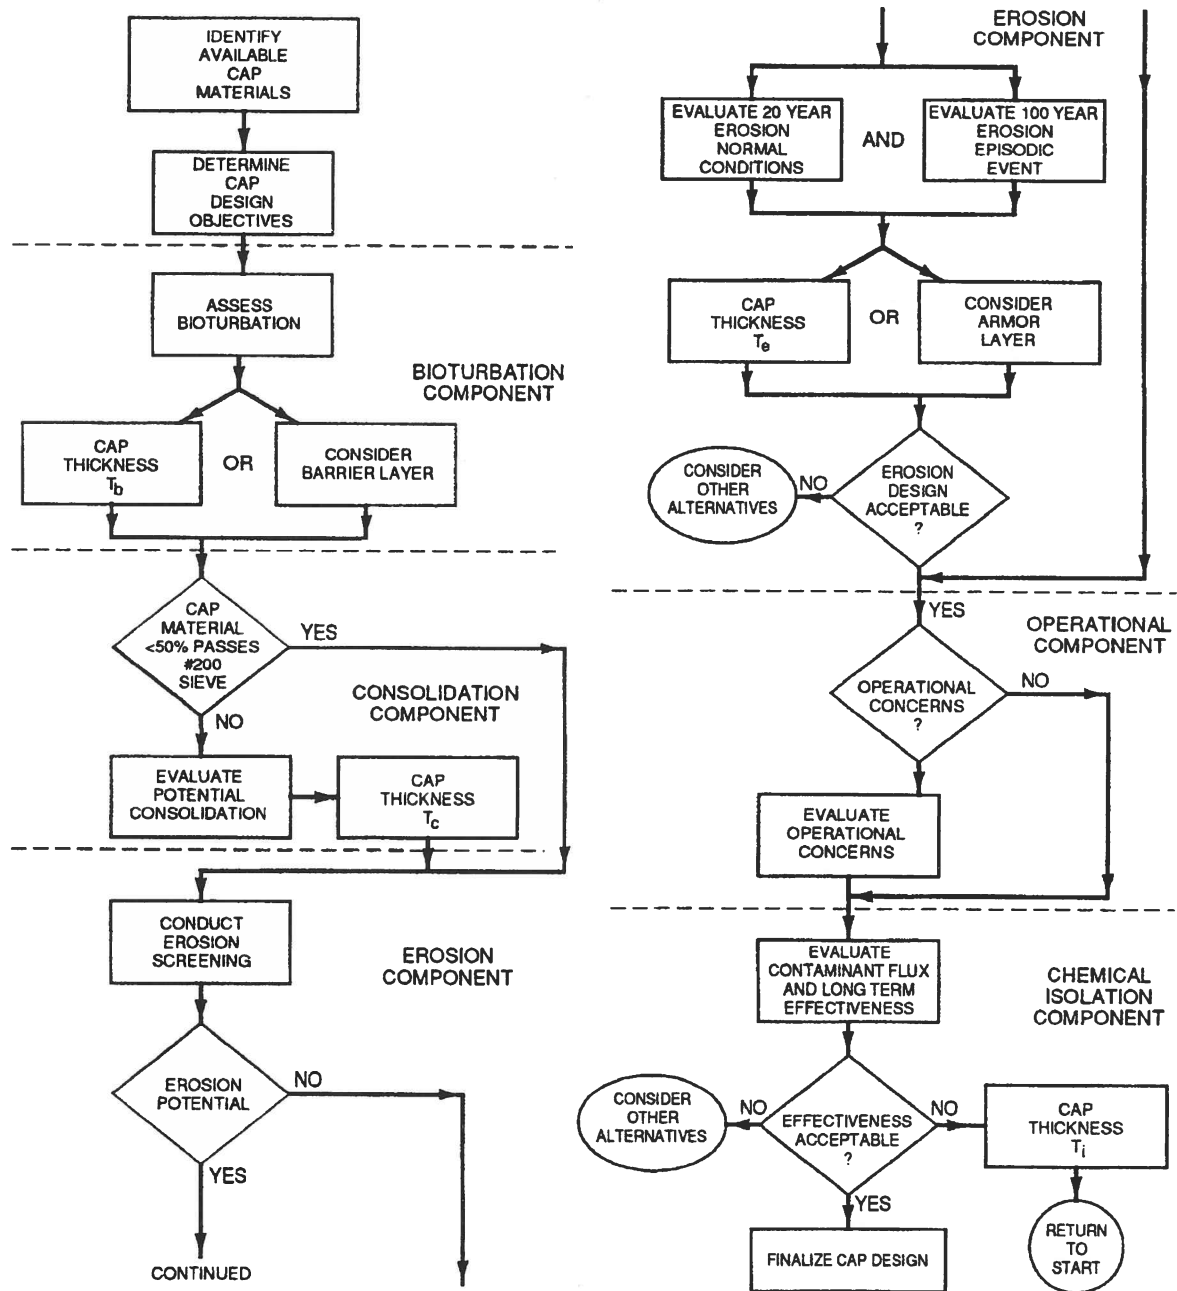 IDENTIFY
AVAILABLE
CAP
MATERIALS
DETERMINE
CAP
DESIGN
OBJECTIVES
ASSESS
BIOTURBATION
BIOTURBATION
COMPONENT
CAP
THICKNESS
Tb
OR
CONSIDER
BARRIER LAYER
CAP
MATERIAL
<50% PASSES
#200
SIEVE
YES
NO
CONSOLIDATION
COMPONENT
EVALUATE
POTENTIAL
CONSOLIDATION
CAP
THICKNESS
Tc
CONDUCT
EROSION
SCREENING
EROSION
COMPONENT
EROSION
POTENTIAL
NO
YES
CONTINUED
EROSION
COMPONENT
EVALUATE 20 YEAR
EROSION
NORMAL
CONDITIONS
AND
EVALUATE 100 YEAR
EROSION
EPISODIC
EVENT
CAP
THICKNESS
Te
OR
CONSIDER
ARMOR
LAYER
CONSIDER
OTHER
ALTERNATIVES
NO
EROSION
DESIGN
ACCEPTABLE
?
YES
OPERATIONAL
COMPONENT
OPERATIONAL
CONCERNS
?
NO
EVALUATE
OPERATIONAL
CONCERNS
EVALUATE
CONTAMINANT FLUX
AND LONG TERM
EFFECTIVENESS
CHEMICAL
ISOLATION
COMPONENT
CONSIDER
OTHER
ALTERNATIVES
NO
EFFECTIVENESS
ACCEPTABLE
?
NO
CAP
THICKNESS
Ti
YES
FINALIZE CAP DESIGN
RETURN
TO
START